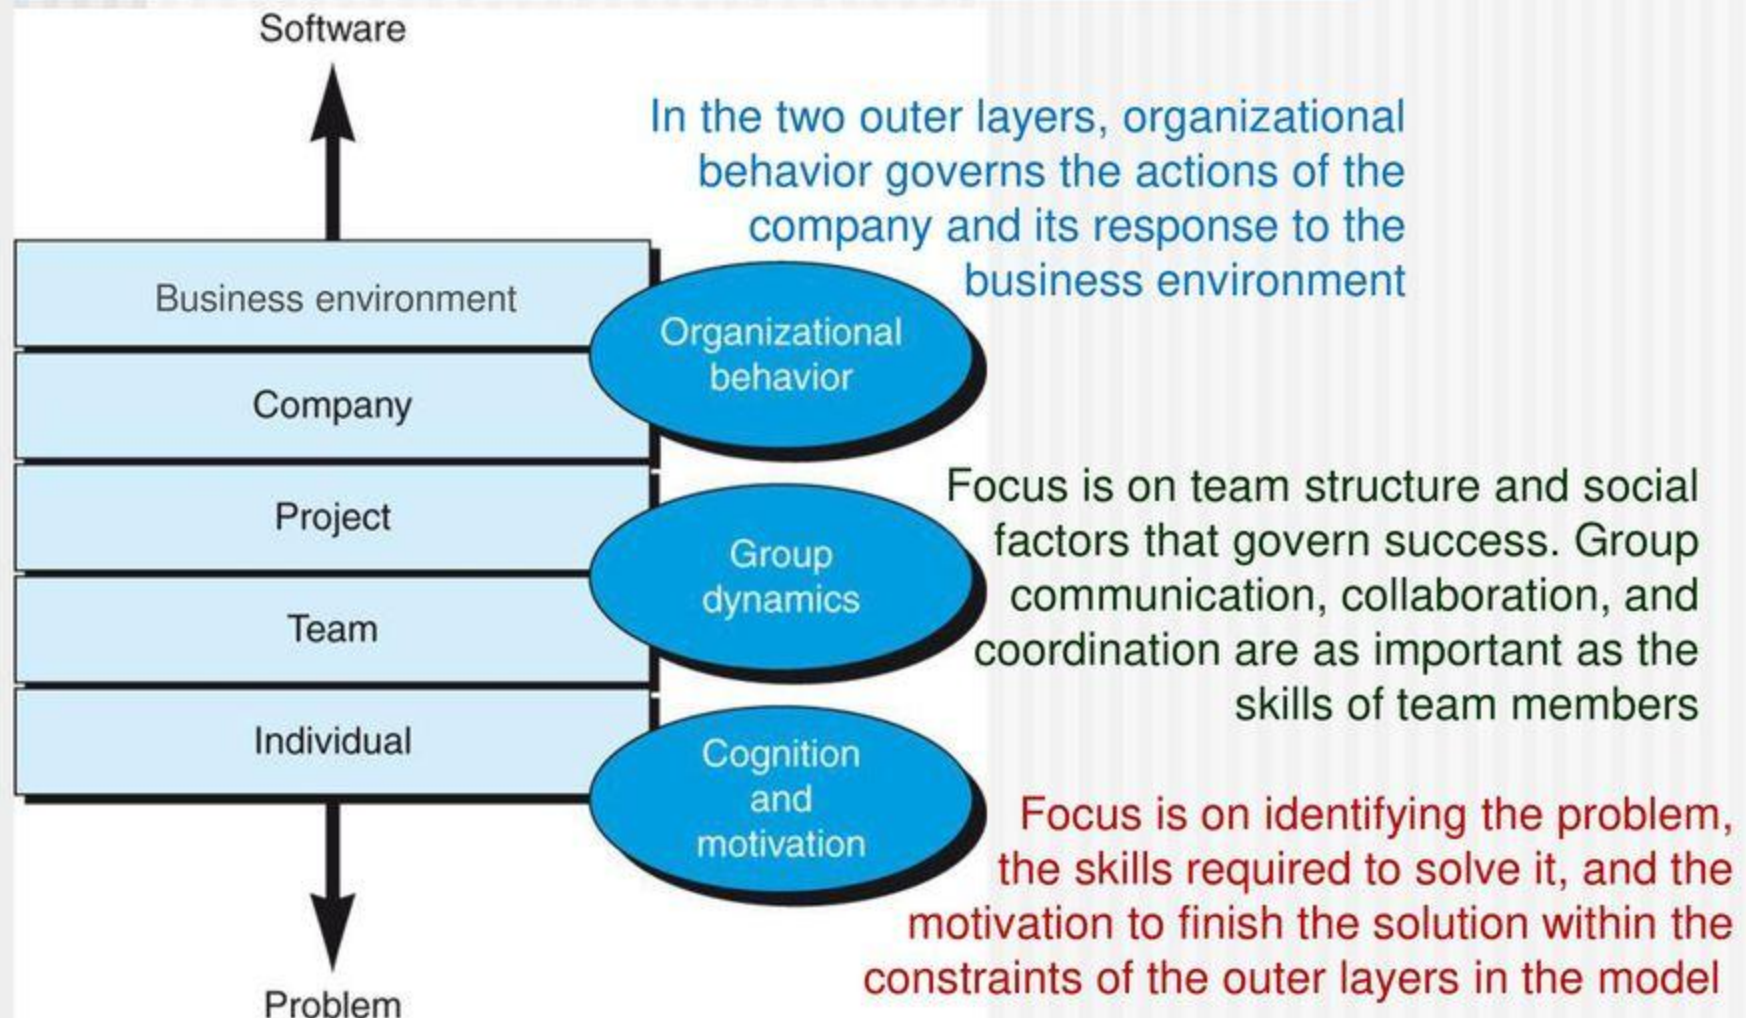 Software
In the two outer layers, organizational
behavior governs the actions of the
company and its response to the
business environment
Business environment
Organizational
behavior
Company
Project
Focus is on team structure and social
factors that govern success. Group
communication, collaboration, and
coordination are as important as the
skills of team members
Group
dynamics
Team
Individual
Cognition
and
motivation
Focus is on identifying the problem,
the skills required to solve it, and the
motivation to finish the solution within the
constraints of the outer layers in the model
Problem